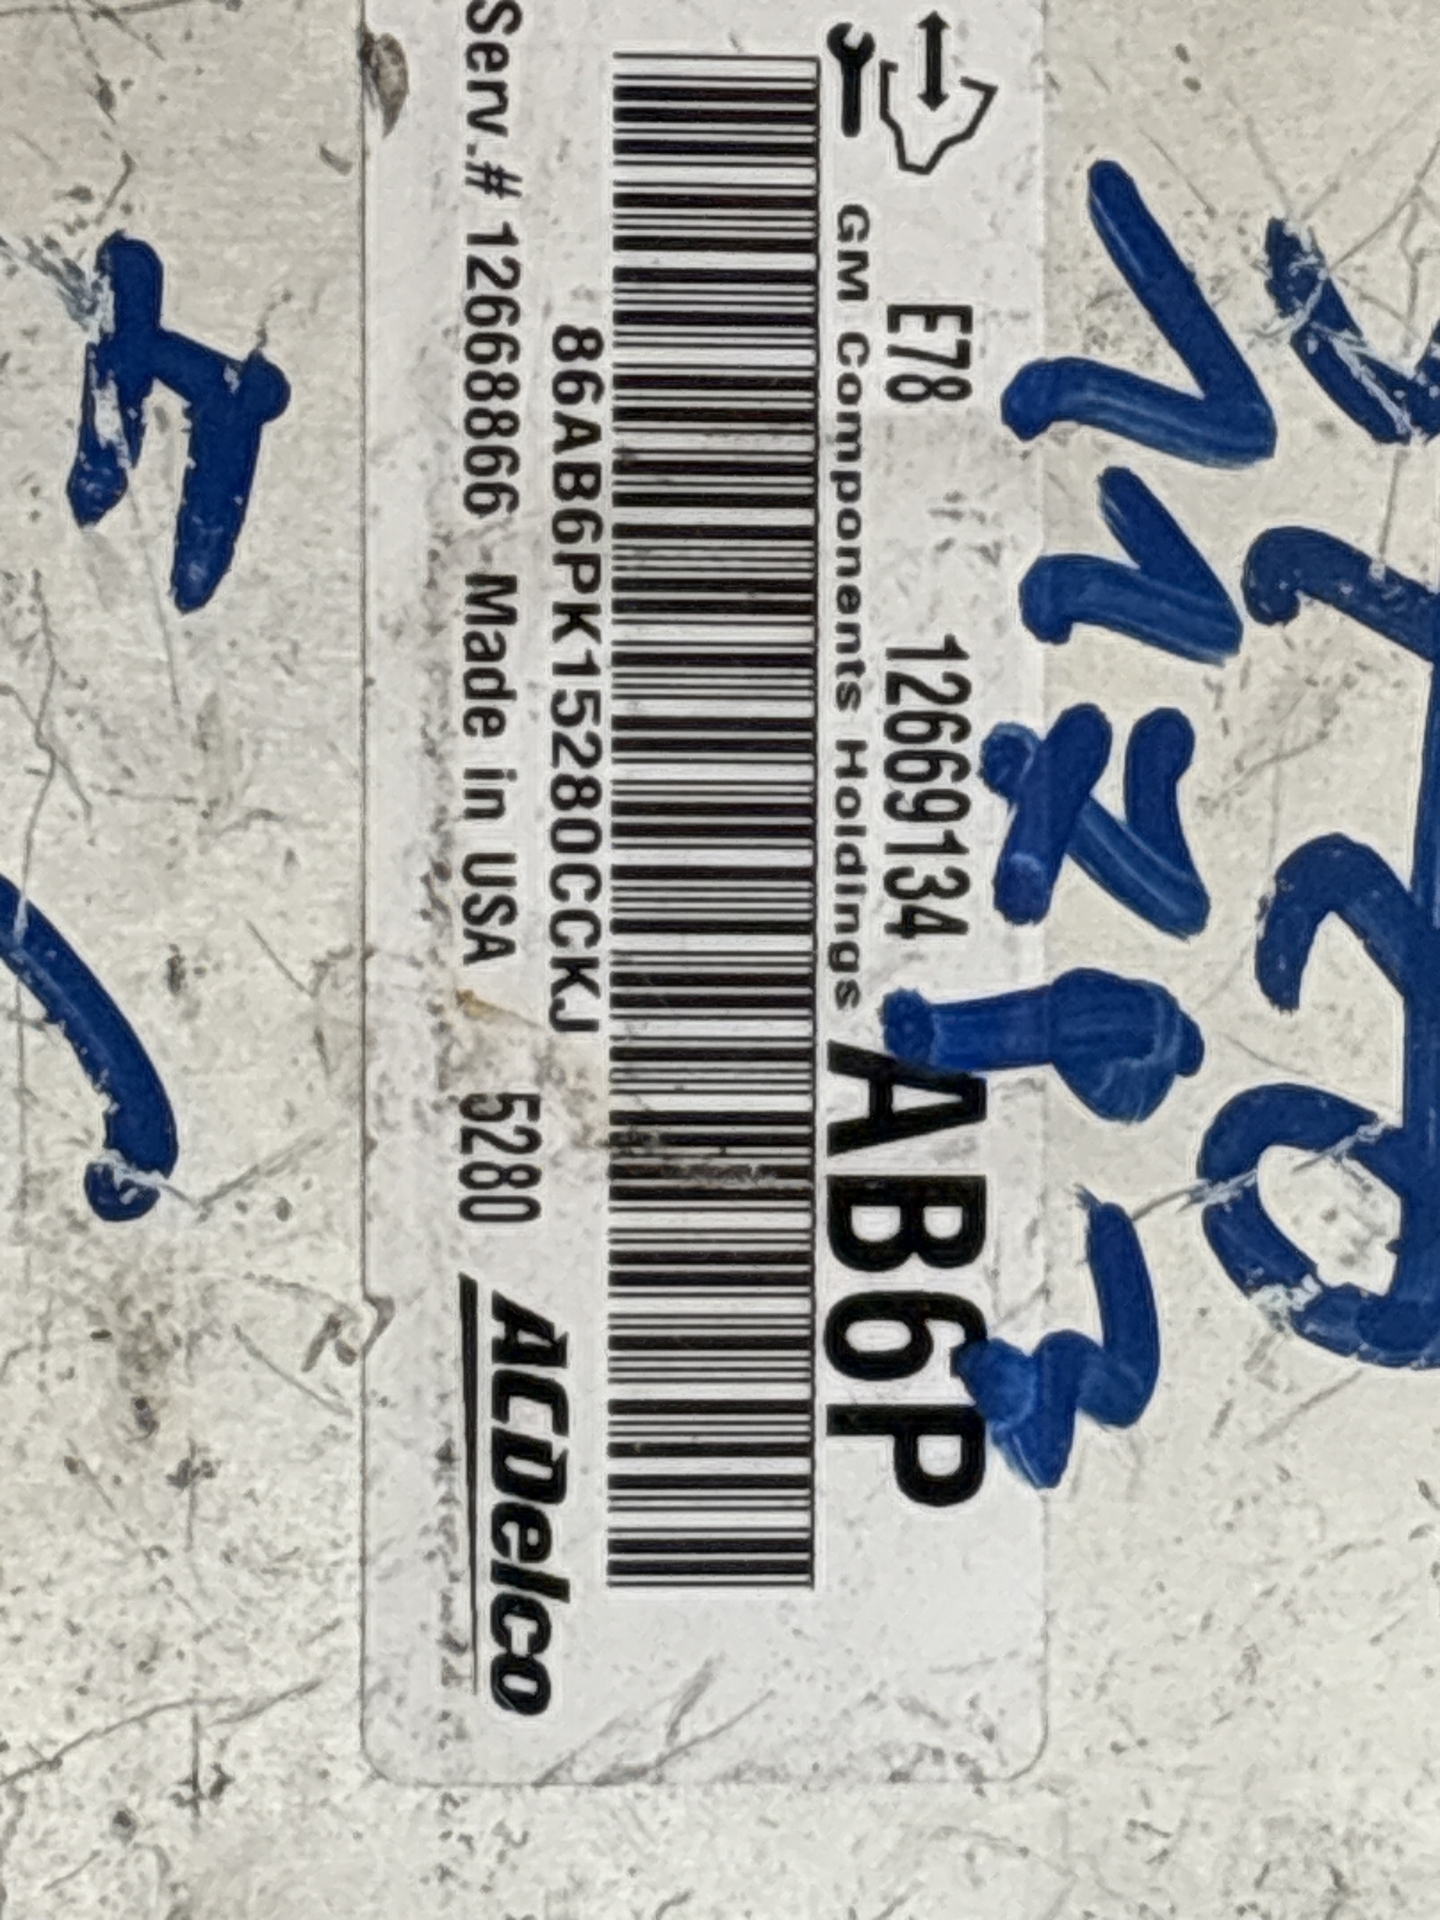 E78 12669134
GM Components Holdings
AB6P
86AB6PK15280CCKJ
Serv.# 12668866 Made in USA 5280
ACDelco